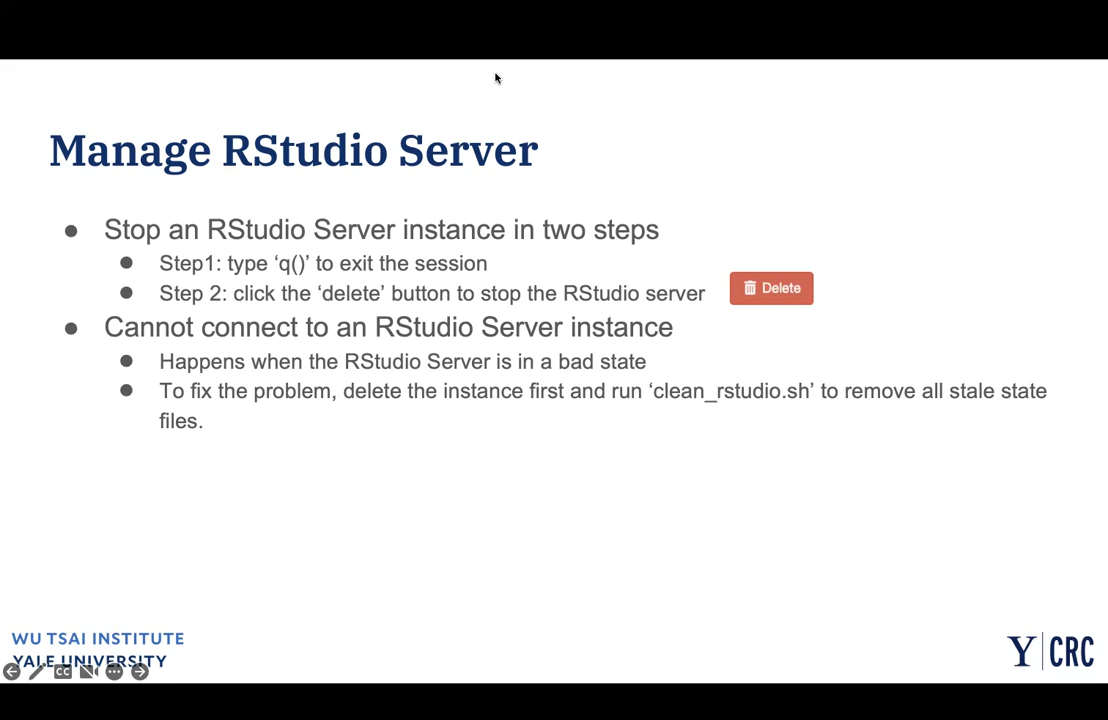 Manage RStudio Server
● Stop an RStudio Server instance in two steps
● Step1: type ‘q()’ to exit the session
● Step 2: click the ‘delete’ button to stop the RStudio server
Delete
● Cannot connect to an RStudio Server instance
● Happens when the RStudio Server is in a bad state
● To fix the problem, delete the instance first and run ‘clean_rstudio.sh’ to remove all stale state
files.
WU TSAI INSTITUTE
YALE UNIVERSITY
CC
Y CRC